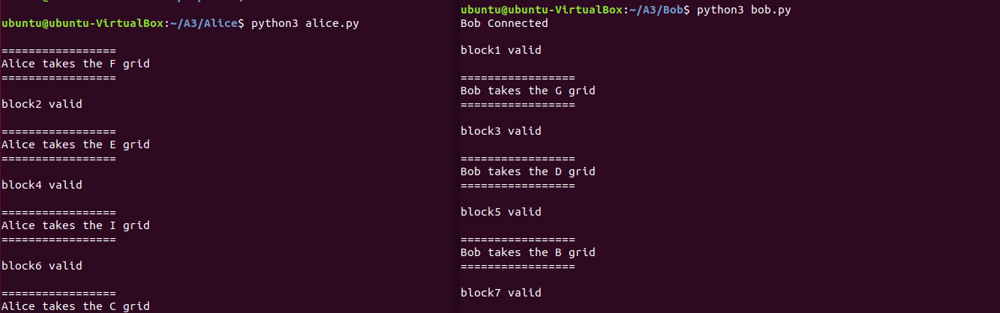 ubuntu@ubuntu-VirtualBox:~/A3/Alice$ python3 alice.py
=================
Alice takes the F grid
=================
block2 valid
=================
Alice takes the E grid
=================
block4 valid
=================
Alice takes the I grid
=================
block6 valid
=================
Alice takes the C grid
ubuntu@ubuntu-VirtualBox:~/A3/Bob$ python3 bob.py
Bob Connected
block1 valid
=================
Bob takes the G grid
=================
block3 valid
=================
Bob takes the D grid
=================
block5 valid
=================
Bob takes the B grid
=================
block7 valid